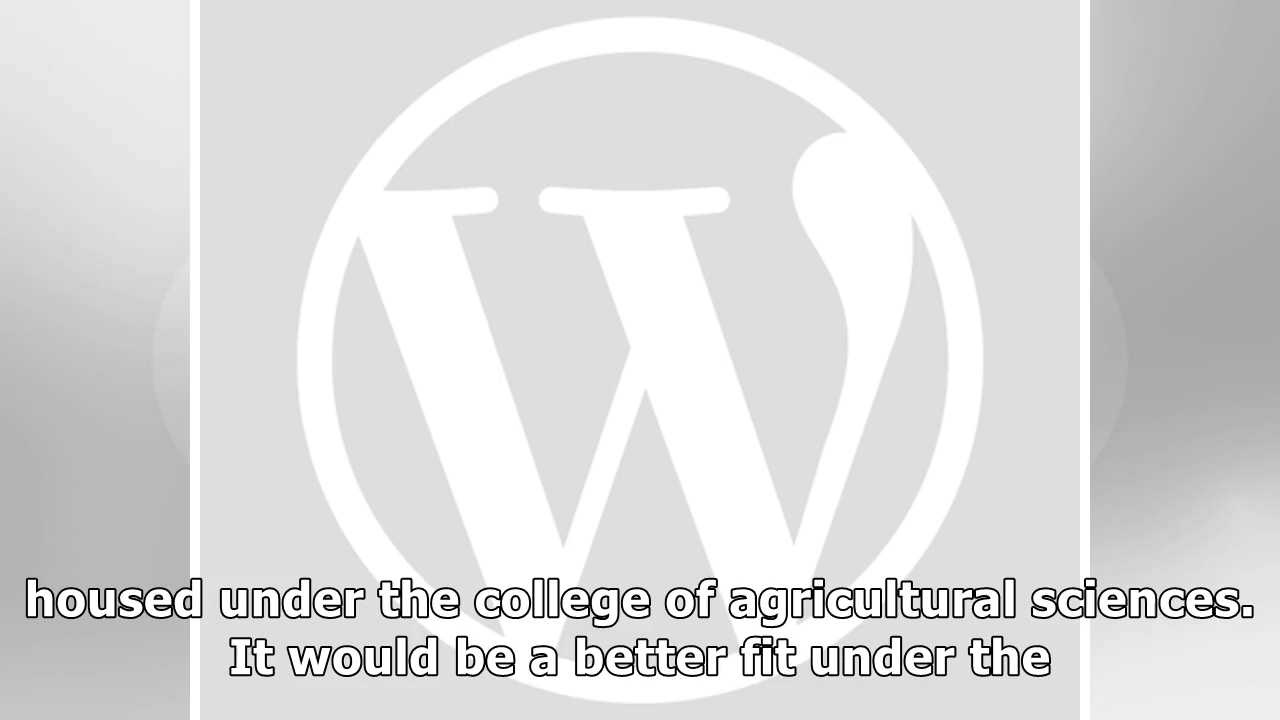 housed under the college of agricultural sciences.
It would be a better fit under the